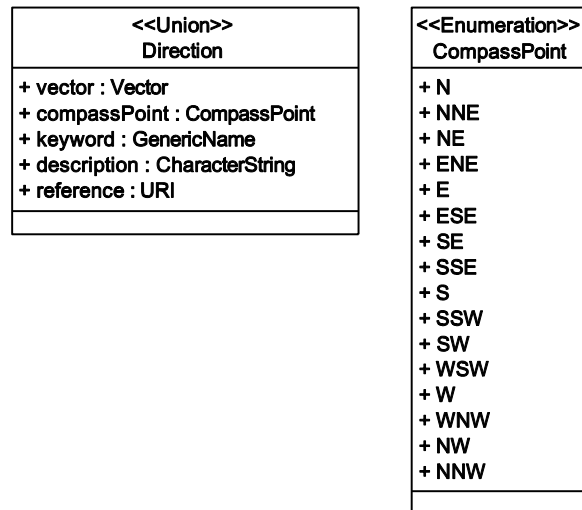 <<Union>>
Direction
+ vector : Vector
+ compassPoint : CompassPoint
+ keyword : GenericName
+ description : CharacterString
+ reference : URI
<<Enumeration>>
CompassPoint
+ N
+ NNE
+ NE
+ ENE
+ E
+ ESE
+ SE
+ SSE
+ S
+ SSW
+ SW
+ WSW
+ W
+ WNW
+ NW
+ NNW